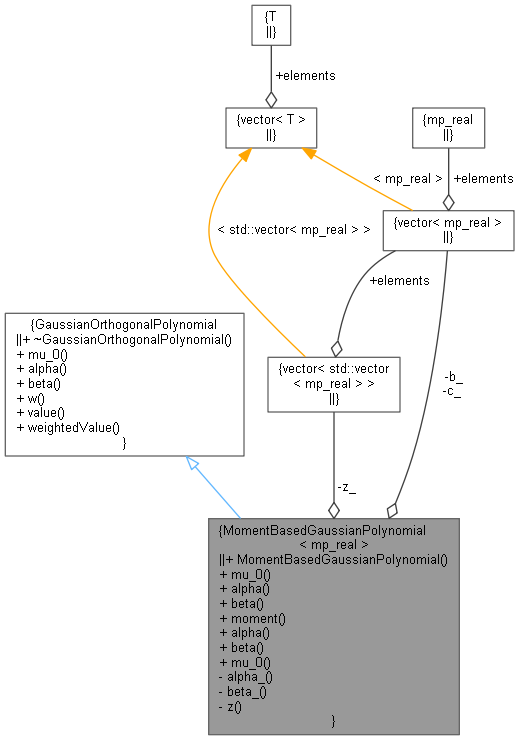 {T
||}
+elements
{vector< T >
||}
{mp_real
||}
< mp_real >
+elements
{vector< mp_real >
||}
< std::vector< mp_real > >
+elements
{GaussianOrthogonalPolynomial
||+ ~GaussianOrthogonalPolynomial()
+ mu_0()
+ alpha()
+ beta()
+ w()
+ value()
+ weightedValue()
}
{vector< std::vector
< mp_real > >
||}
-b_
-c_
-z_
{MomentBasedGaussianPolynomial
< mp_real >
||+ MomentBasedGaussianPolynomial()
+ mu_0()
+ alpha()
+ beta()
+ moment()
+ alpha()
+ beta()
+ mu_0()
- alpha_()
- beta_()
- z()
}